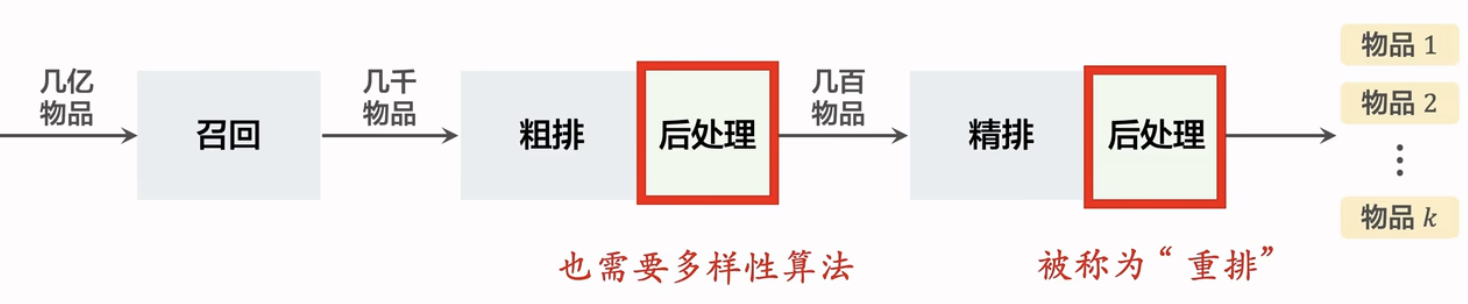 几亿
物品
召回
几千
物品
粗排
后处理
几百
物品
精排
后处理
物品 1
物品 2
⋮
物品 k
也需要多样性算法
被称为“重排”